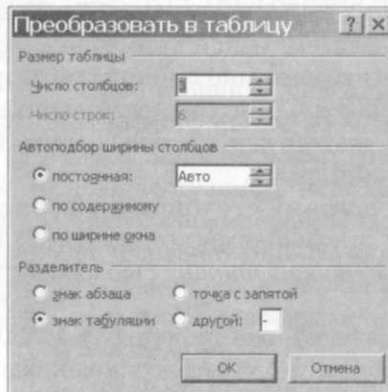 Преобразовать в таблицу ? ×
Размер таблицы
Число столбцов: 3
Число строк: 6
Автоподбор ширины столбцов
постоянная: Авто
по содержимому
по ширине окна
Разделитель
знак абзаца точка с запятой
знак табуляции другой: -
ОК Отмена